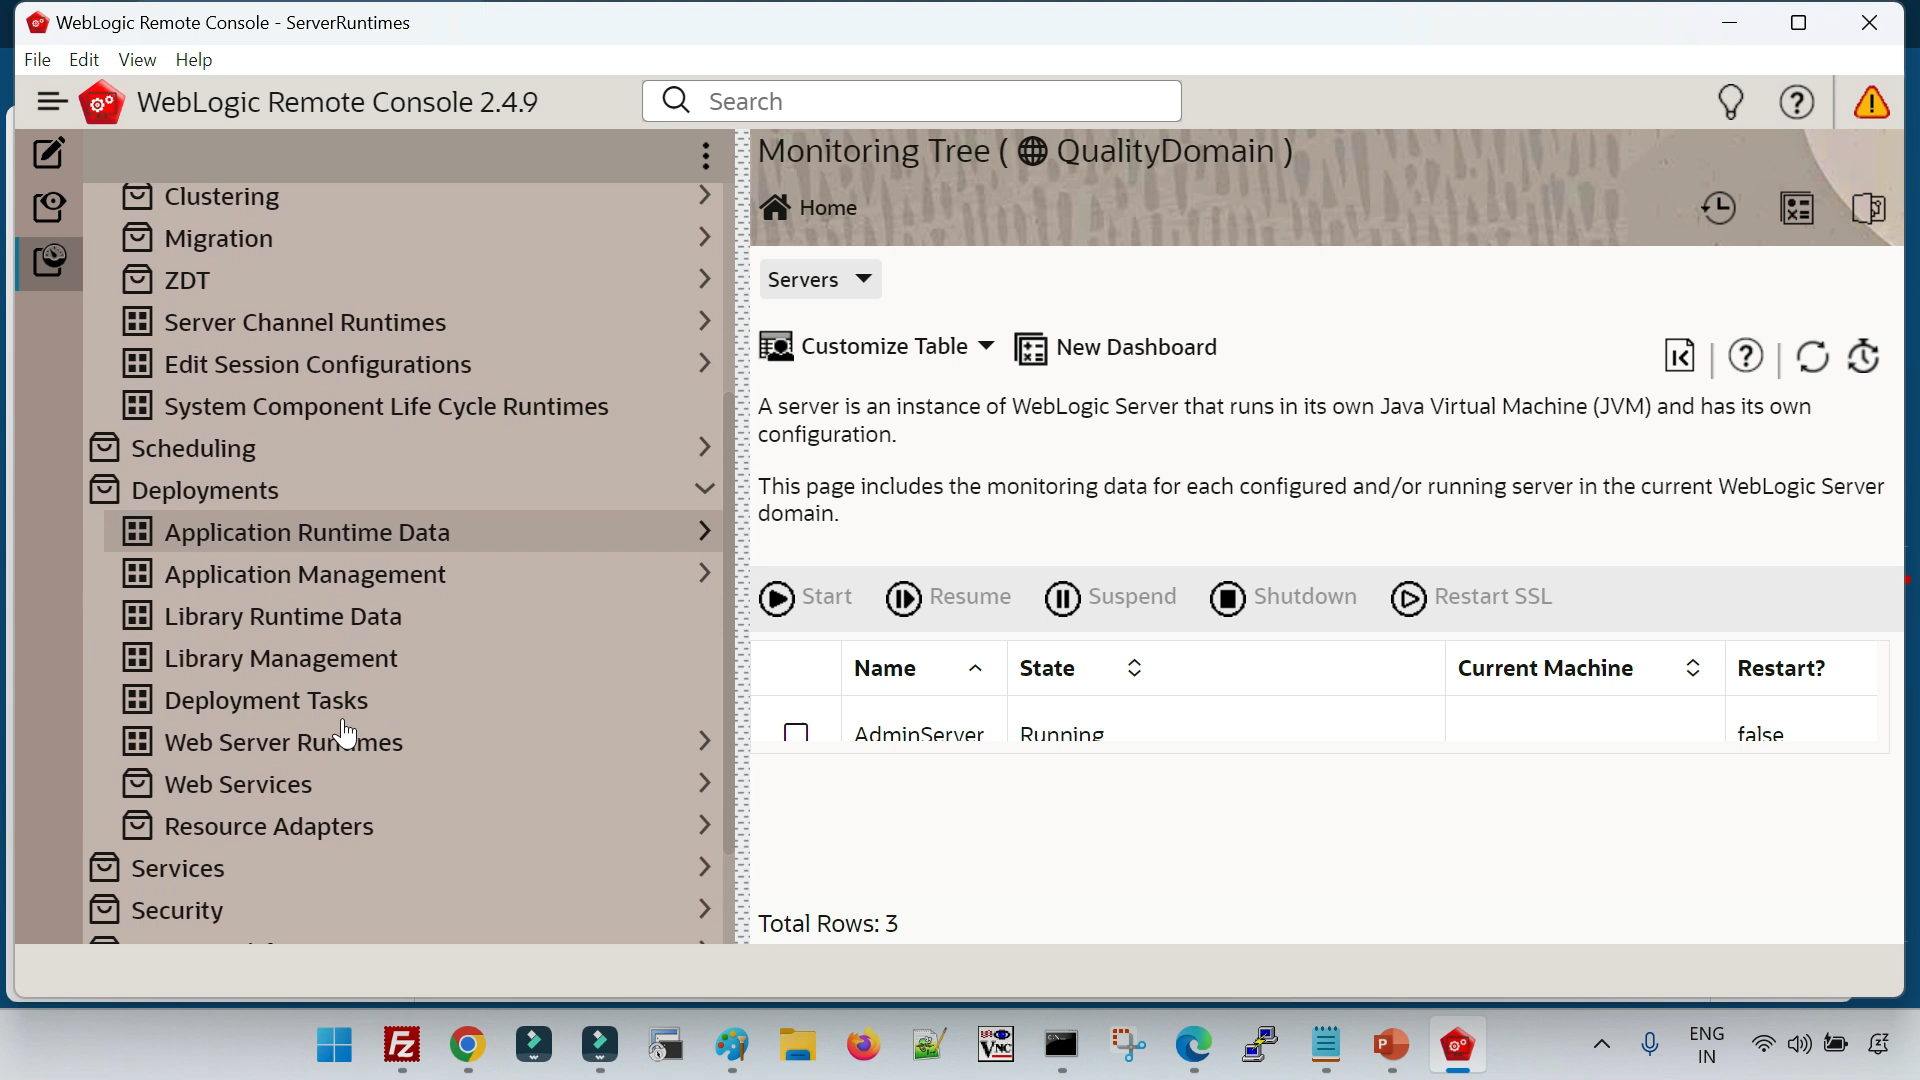 WebLogic Remote Console - ServerRuntimes
File Edit View Help
WebLogic Remote Console 2.4.9
Search
Clustering
Migration
ZDT
Server Channel Runtimes
Edit Session Configurations
System Component Life Cycle Runtimes
Scheduling
Deployments
Application Runtime Data
Application Management
Library Runtime Data
Library Management
Deployment Tasks
Web Server Runtimes
Web Services
Resource Adapters
Services
Security
Monitoring Tree ( QualityDomain )
Home
Servers
Customize Table New Dashboard
A server is an instance of WebLogic Server that runs in its own Java Virtual Machine (JVM) and has its own
configuration.
This page includes the monitoring data for each configured and/or running server in the current WebLogic Server
domain.
Start Resume Suspend Shutdown Restart SSL
Name State Current Machine Restart?
AdminServer Running false
Total Rows: 3
ENG
IN